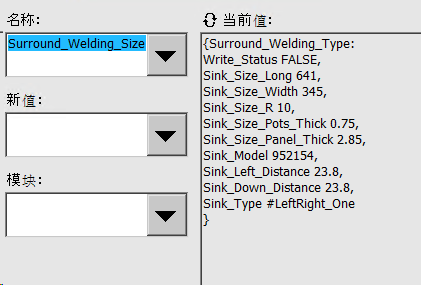 名称:
Surround_Welding_Size
新值:
模块:
当前值:
{Surround_Welding_Type:
Write_Status FALSE,
Sink_Size_Long 641,
Sink_Size_Width 345,
Sink_Size_R 10,
Sink_Size_Pots_Thick 0.75,
Sink_Size_Panel_Thick 2.85,
Sink_Model 952154,
Sink_Left_Distance 23.8,
Sink_Down_Distance 23.8,
Sink_Type #LeftRight_One
}